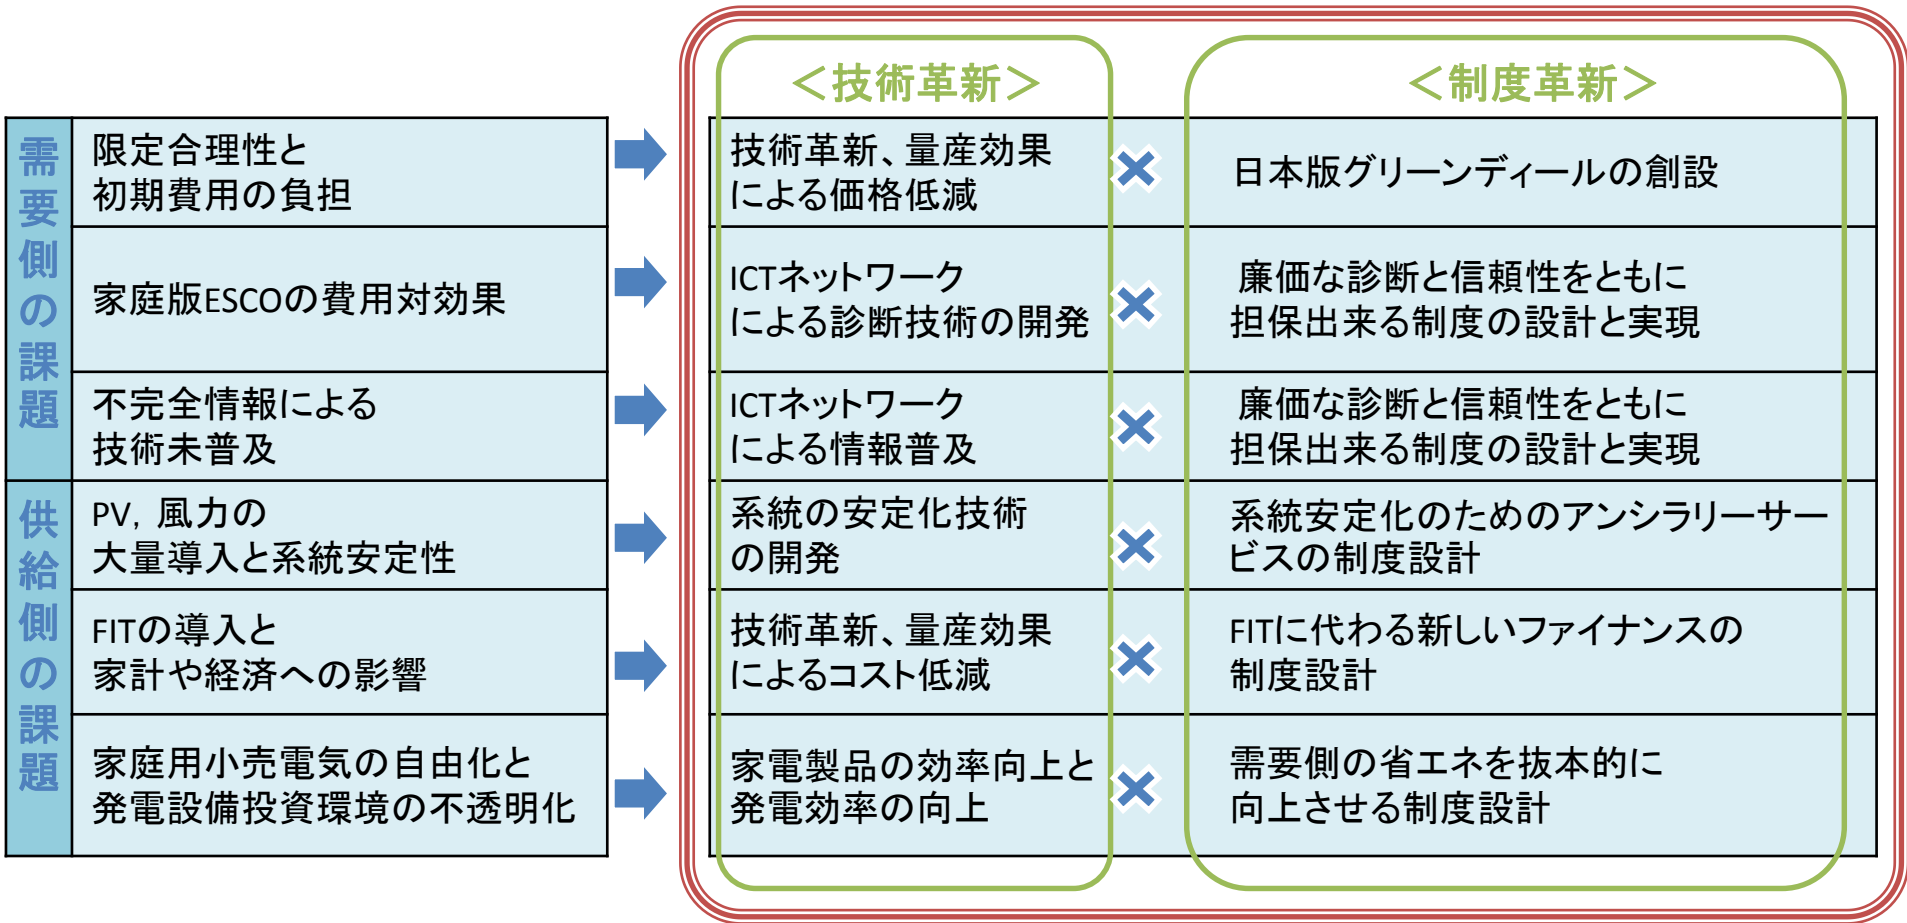 ＜技術革新＞
＜制度革新＞
需要側の課題
限定合理性と
初期費用の負担
技術革新、量産効果
による価格低減
日本版グリーンディールの創設
家庭版ESCOの費用対効果
ICTネットワーク
による診断技術の開発
廉価な診断と信頼性をともに
担保出来る制度の設計と実現
不完全情報による
技術未普及
ICTネットワーク
による情報普及
廉価な診断と信頼性をともに
担保出来る制度の設計と実現
供給側の課題
PV，風力の
大量導入と系統安定性
系統の安定化技術
の開発
系統安定化のためのアンシラリーサー
ビスの制度設計
FITの導入と
家計や経済への影響
技術革新、量産効果
によるコスト低減
FITに代わる新しいファイナンスの
制度設計
家庭用小売電気の自由化と
発電設備投資環境の不透明化
家電製品の効率向上と
発電効率の向上
需要側の省エネを抜本的に
向上させる制度設計